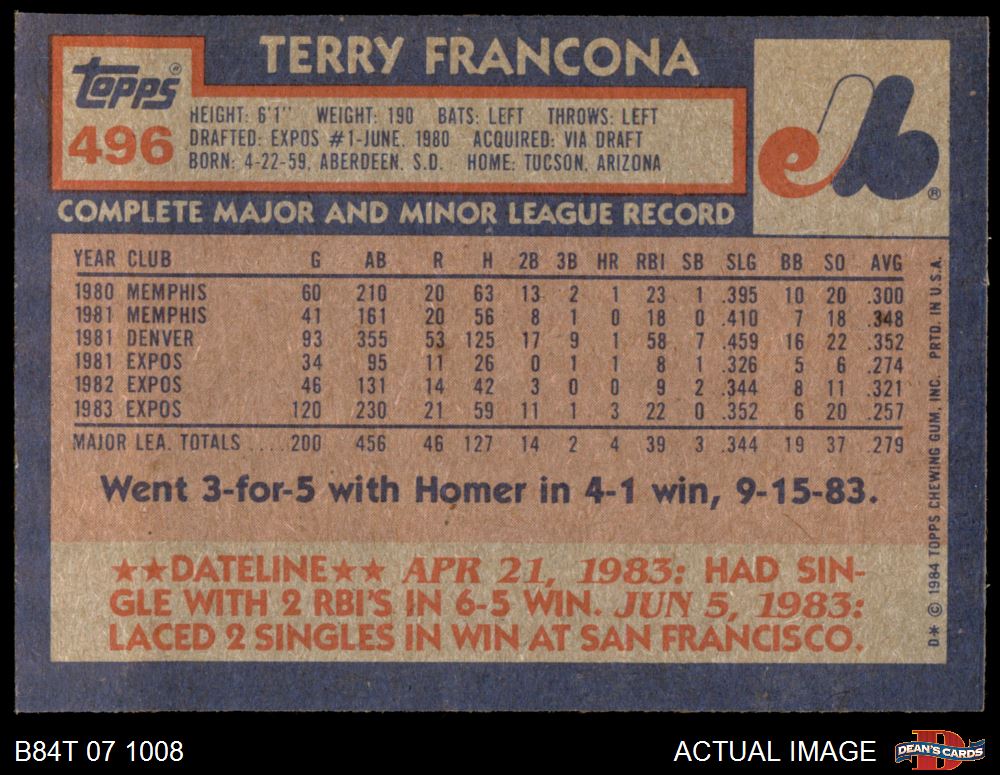 TERRY FRANCONA
topps®
496
HEIGHT: 6'1" WEIGHT: 190 BATS: LEFT THROWS: LEFT
DRAFTED: EXPOS #1-JUNE, 1980 ACQUIRED: VIA DRAFT
BORN: 4-22-59, ABERDEEN, S.D. HOME: TUCSON, ARIZONA
eb
®
COMPLETE MAJOR AND MINOR LEAGUE RECORD
YEAR CLUB G AB R H 2B 3B HR RBI SB SLG BB SO AVG
1980 MEMPHIS 60 210 20 63 13 2 1 23 1 .395 10 20 .300
1981 MEMPHIS 41 161 20 56 8 1 0 18 0 .410 7 18 .348
1981 DENVER 93 355 53 125 17 9 1 58 7 .459 16 22 .352
1981 EXPOS 34 95 11 26 0 1 1 8 1 .326 5 6 .274
1982 EXPOS 46 131 14 42 3 0 0 9 2 .344 8 11 .321
1983 EXPOS 120 230 21 59 11 1 3 22 0 .352 6 20 .257
MAJOR LEA. TOTALS .... 200 456 46 127 14 2 4 39 3 .344 19 37 .279
Went 3-for-5 with Homer in 4-1 win, 9-15-83.
★★DATELINE★★ APR 21, 1983: HAD SIN-
GLE WITH 2 RBI'S IN 6-5 WIN. JUN 5, 1983:
LACED 2 SINGLES IN WIN AT SAN FRANCISCO.
D* © 1984 TOPPS CHEWING GUM, INC. PRTD. IN U.S.A.
B84T 07 1008
ACTUAL IMAGE
DEAN'S CARDS